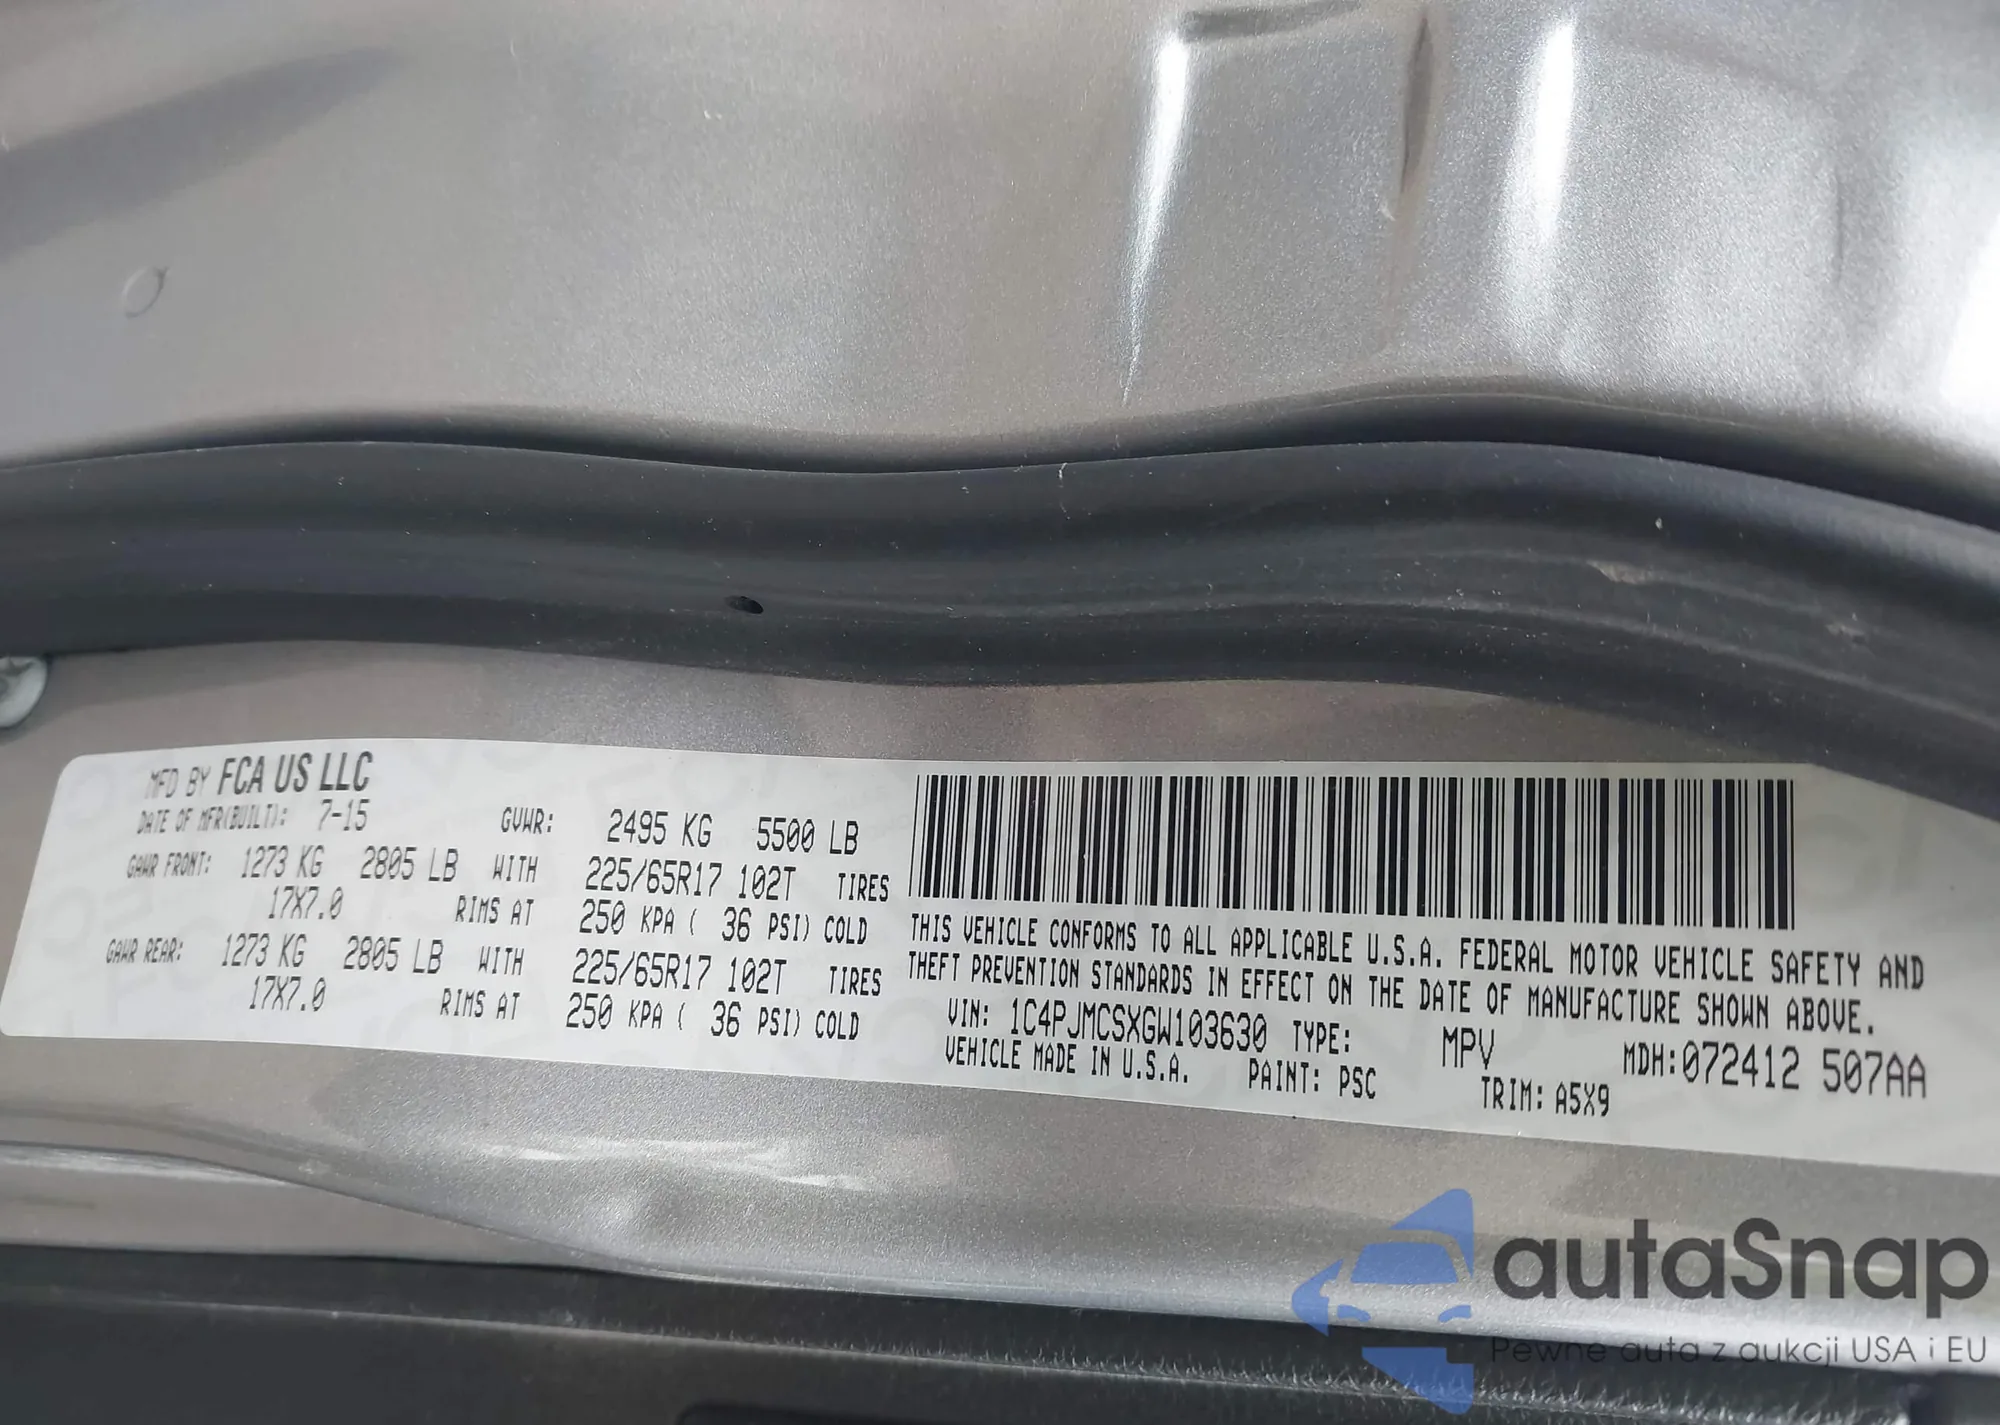 MFD BY FCA US LLC
DATE OF MFR(BUILT): 7-15 GVWR: 2495 KG 5500 LB
GAWR FRONT: 1273 KG 2805 LB WITH 225/65R17 102T TIRES
17X7.0 RIMS AT 250 KPA ( 36 PSI) COLD
GAWR REAR: 1273 KG 2805 LB WITH 225/65R17 102T TIRES
17X7.0 RIMS AT 250 KPA ( 36 PSI) COLD
THIS VEHICLE CONFORMS TO ALL APPLICABLE U.S.A. FEDERAL MOTOR VEHICLE SAFETY AND
THEFT PREVENTION STANDARDS IN EFFECT ON THE DATE OF MANUFACTURE SHOWN ABOVE.
VIN: 1C4PJMCSXGW103630 TYPE: MPV MDH:072412 507AA
VEHICLE MADE IN U.S.A. PAINT: PSC TRIM: A5X9
autaSnap
Pewne auta z aukcji USA i EU